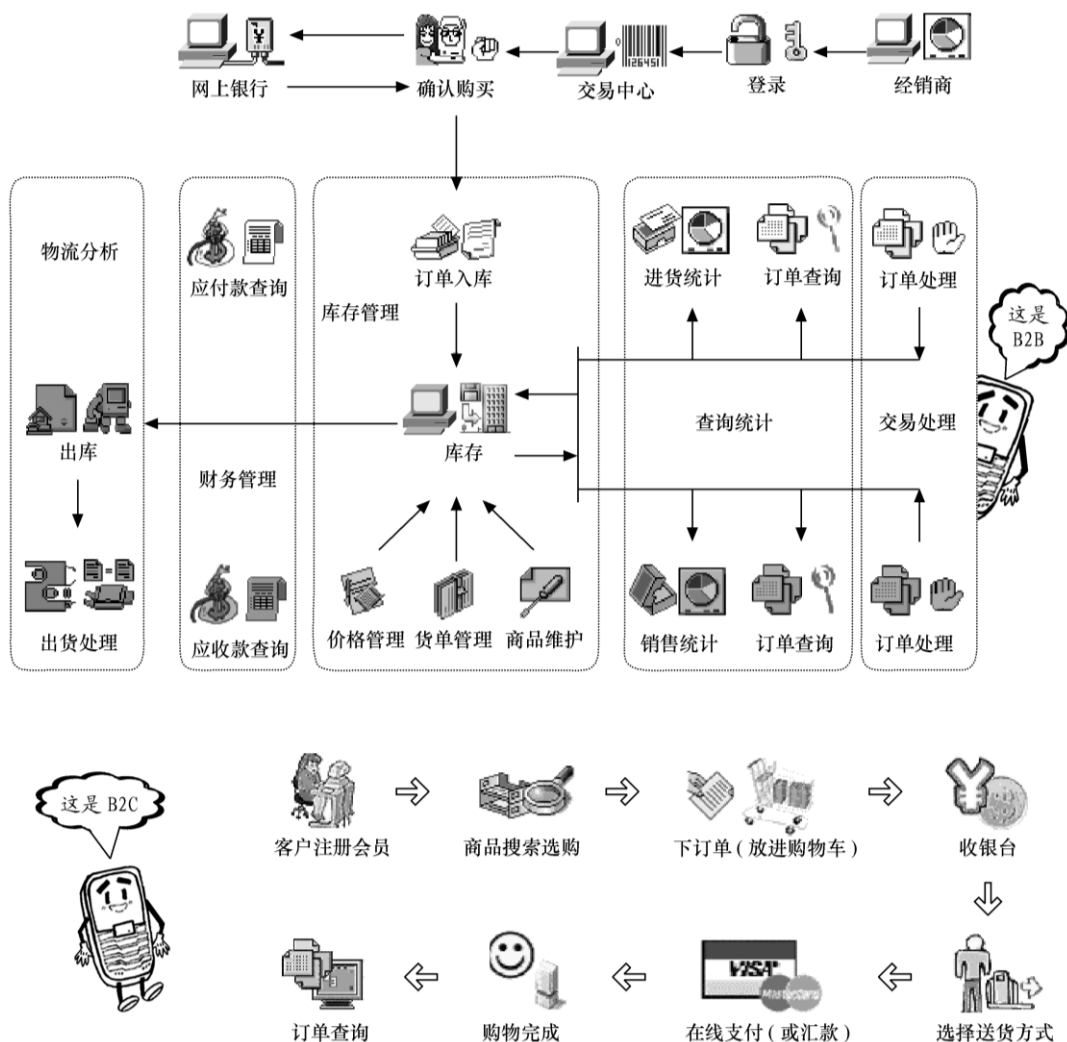 网上银行
确认购买
126451
交易中心
登录
经销商
物流分析
应付款查询
订单入库
进货统计
订单查询
订单处理
库存管理
这是
B2B
出库
库存
查询统计
交易处理
财务管理
出货处理
应收款查询
价格管理
货单管理
商品维护
销售统计
订单查询
订单处理
这是 B2C
客户注册会员
商品搜索选购
下订单(放进购物车)
收银台
VISA
订单查询
购物完成
在线支付(或汇款)
选择送货方式